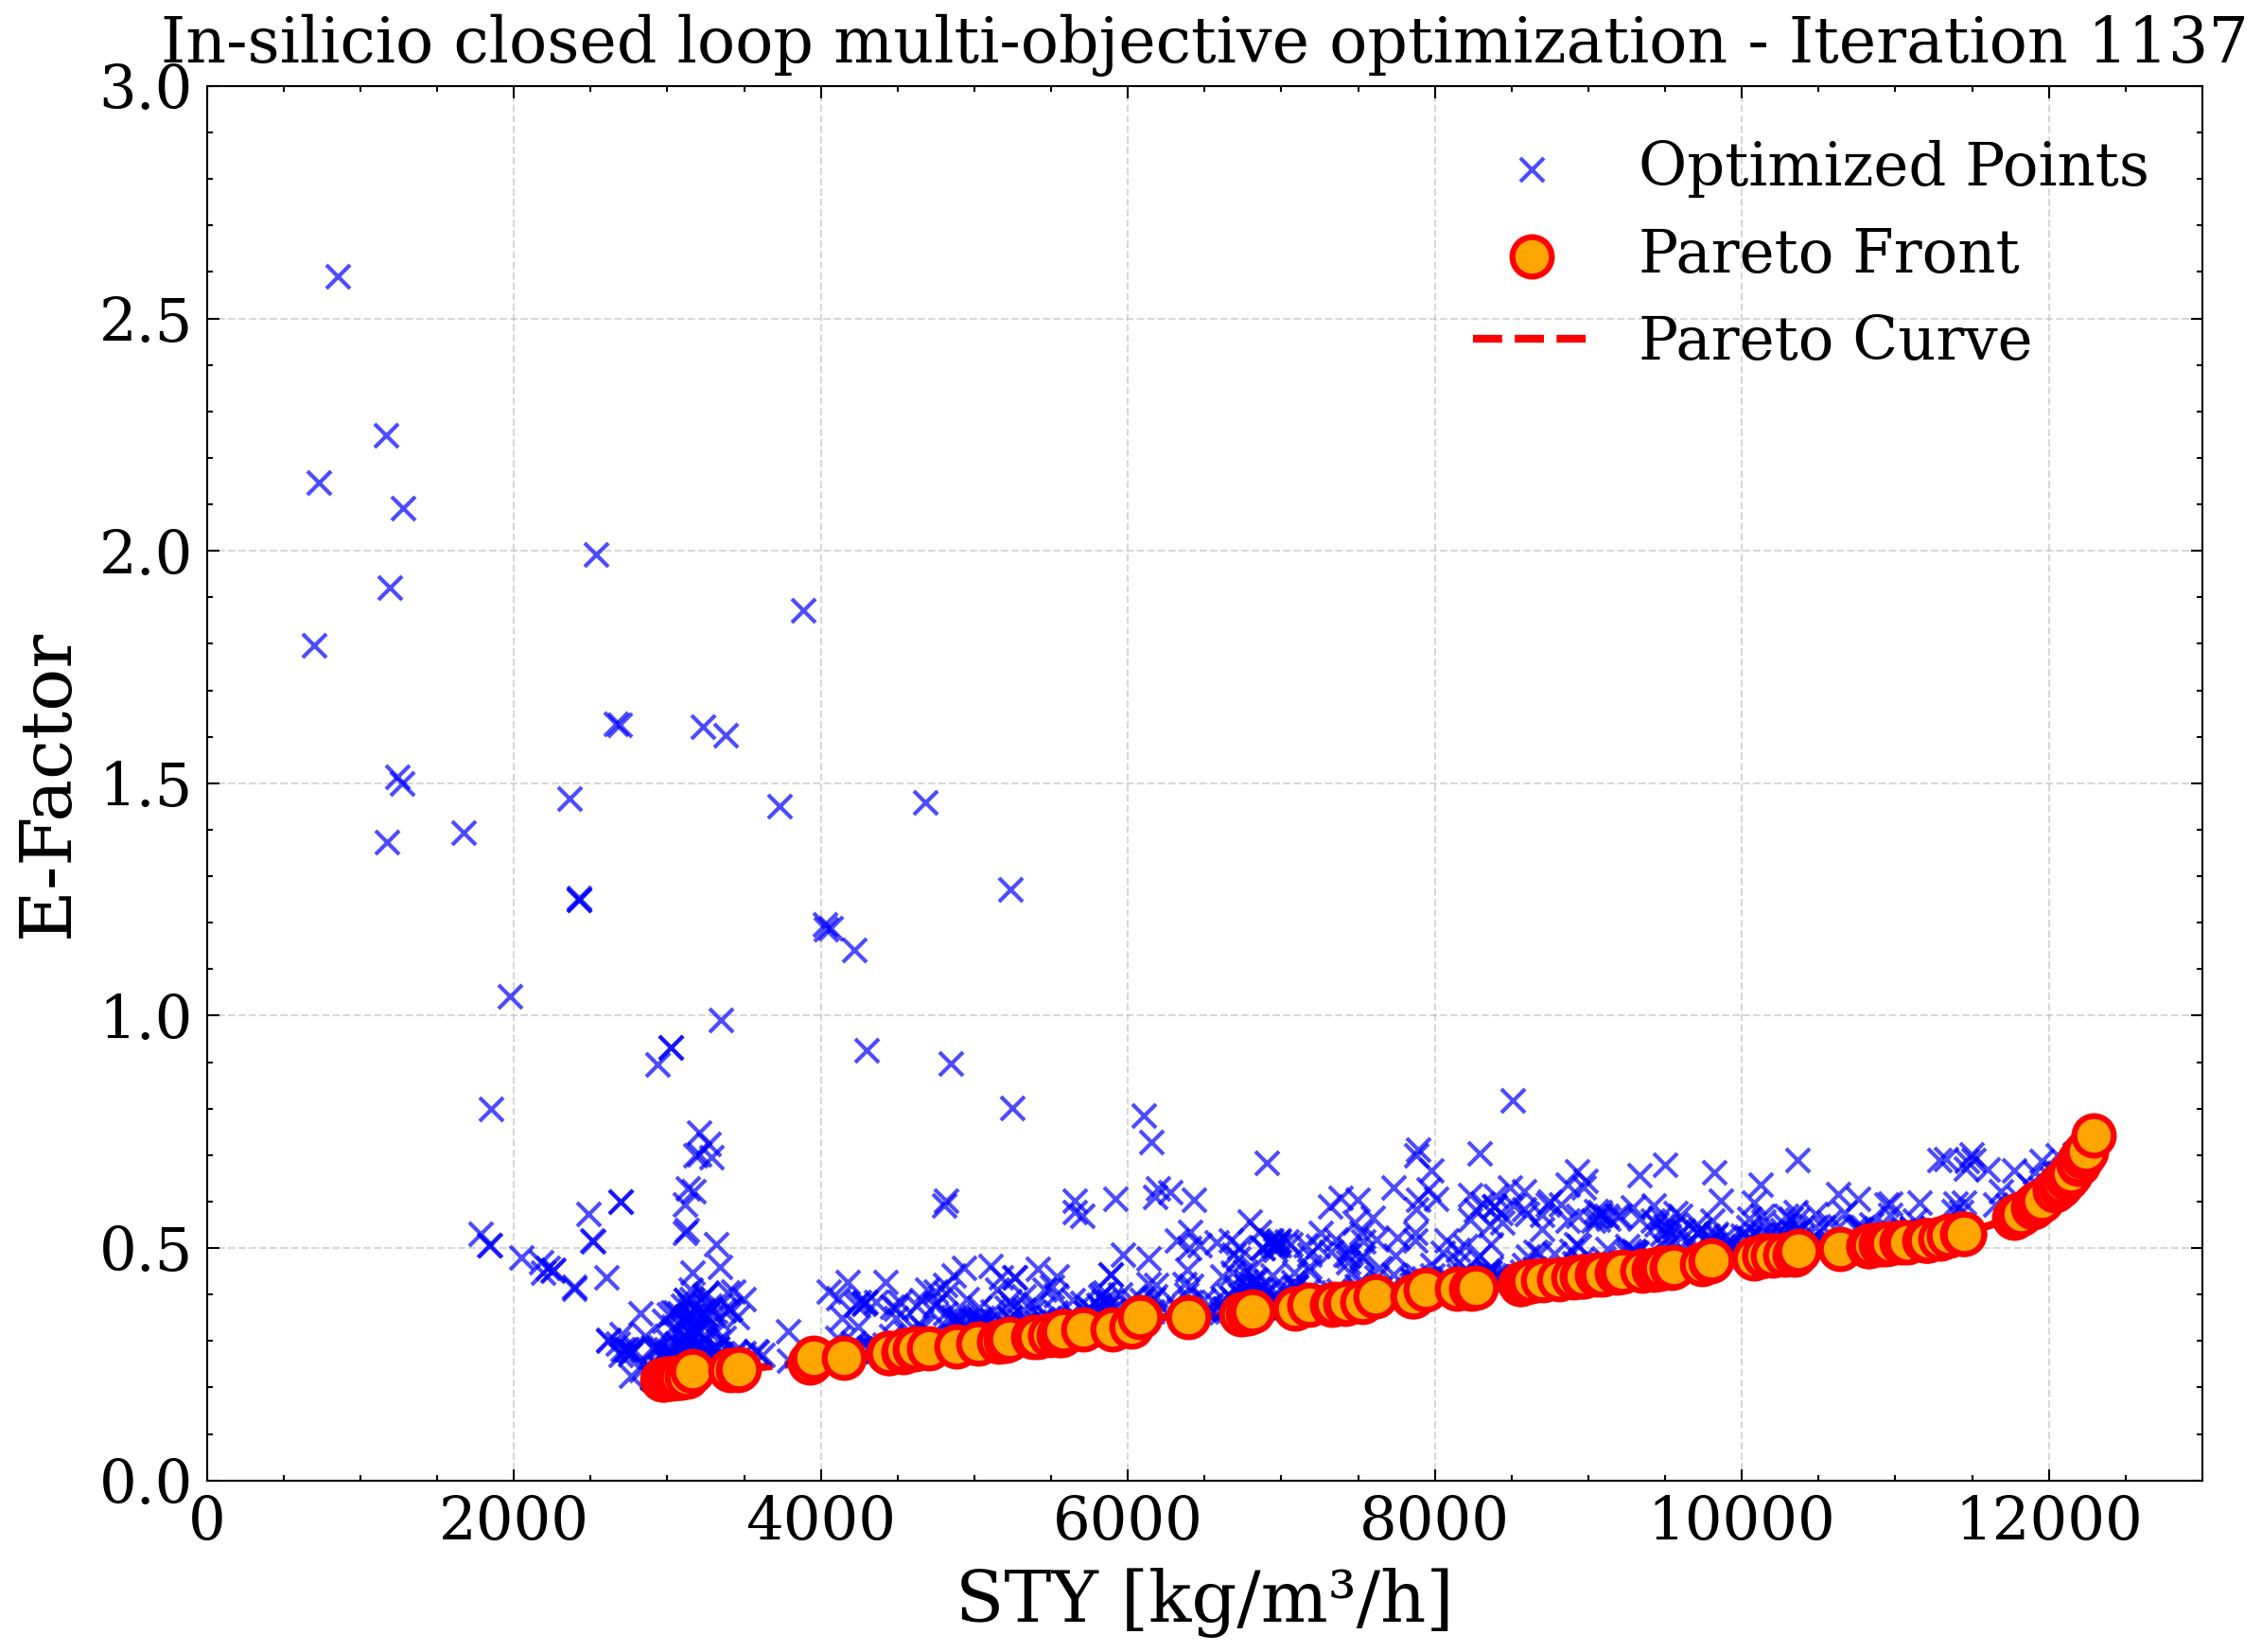 In-silicio closed loop multi-objective optimization - Iteration 1137
3.0
2.5
2.0
1.5
1.0
0.5
0.0
E-Factor
Optimized Points
Pareto Front
Pareto Curve
0 2000 4000 6000 8000 10000 12000
STY [kg/m³/h]